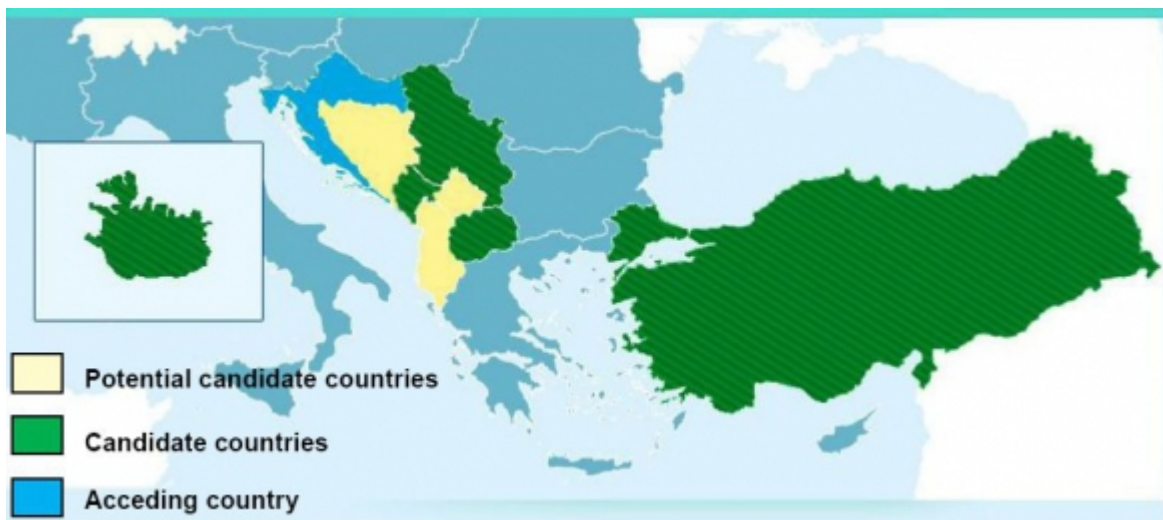 Potential candidate countries
Candidate countries
Acceding country